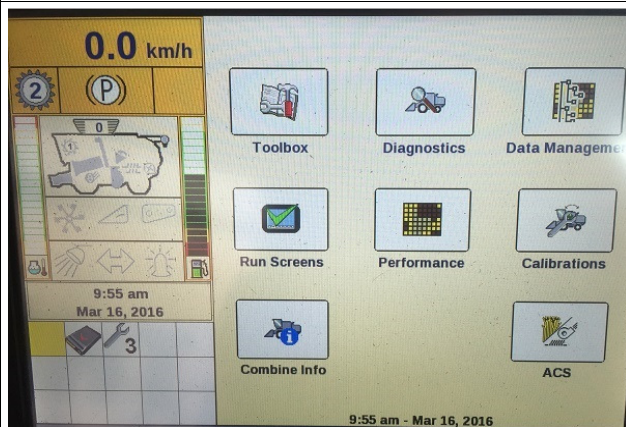 0.0 km/h
2
P
0
Toolbox
Diagnostics
Data Manageme
Run Screens
Performance
Calibrations
9:55 am
Mar 16, 2016
3
Combine Info
ACS
9:55 am - Mar 16, 2016